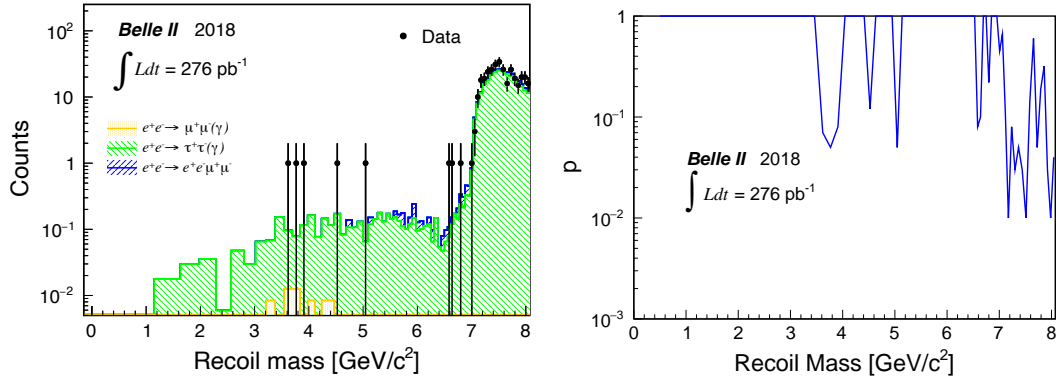 Belle II 2018
∫ Ldt = 276 pb⁻¹
Data
e⁺e⁻→ μ⁺μ⁻(γ)
e⁺e⁻→ τ⁺τ⁻(γ)
e⁺e⁻→ e⁺e⁻μ⁺μ⁻
Counts
10²
10
1
10⁻¹
10⁻²
0 1 2 3 4 5 6 7 8
Recoil mass [GeV/c²]
Belle II 2018
∫ Ldt = 276 pb⁻¹
p
1
10⁻¹
10⁻²
10⁻³
0 1 2 3 4 5 6 7 8
Recoil Mass [GeV/c²]